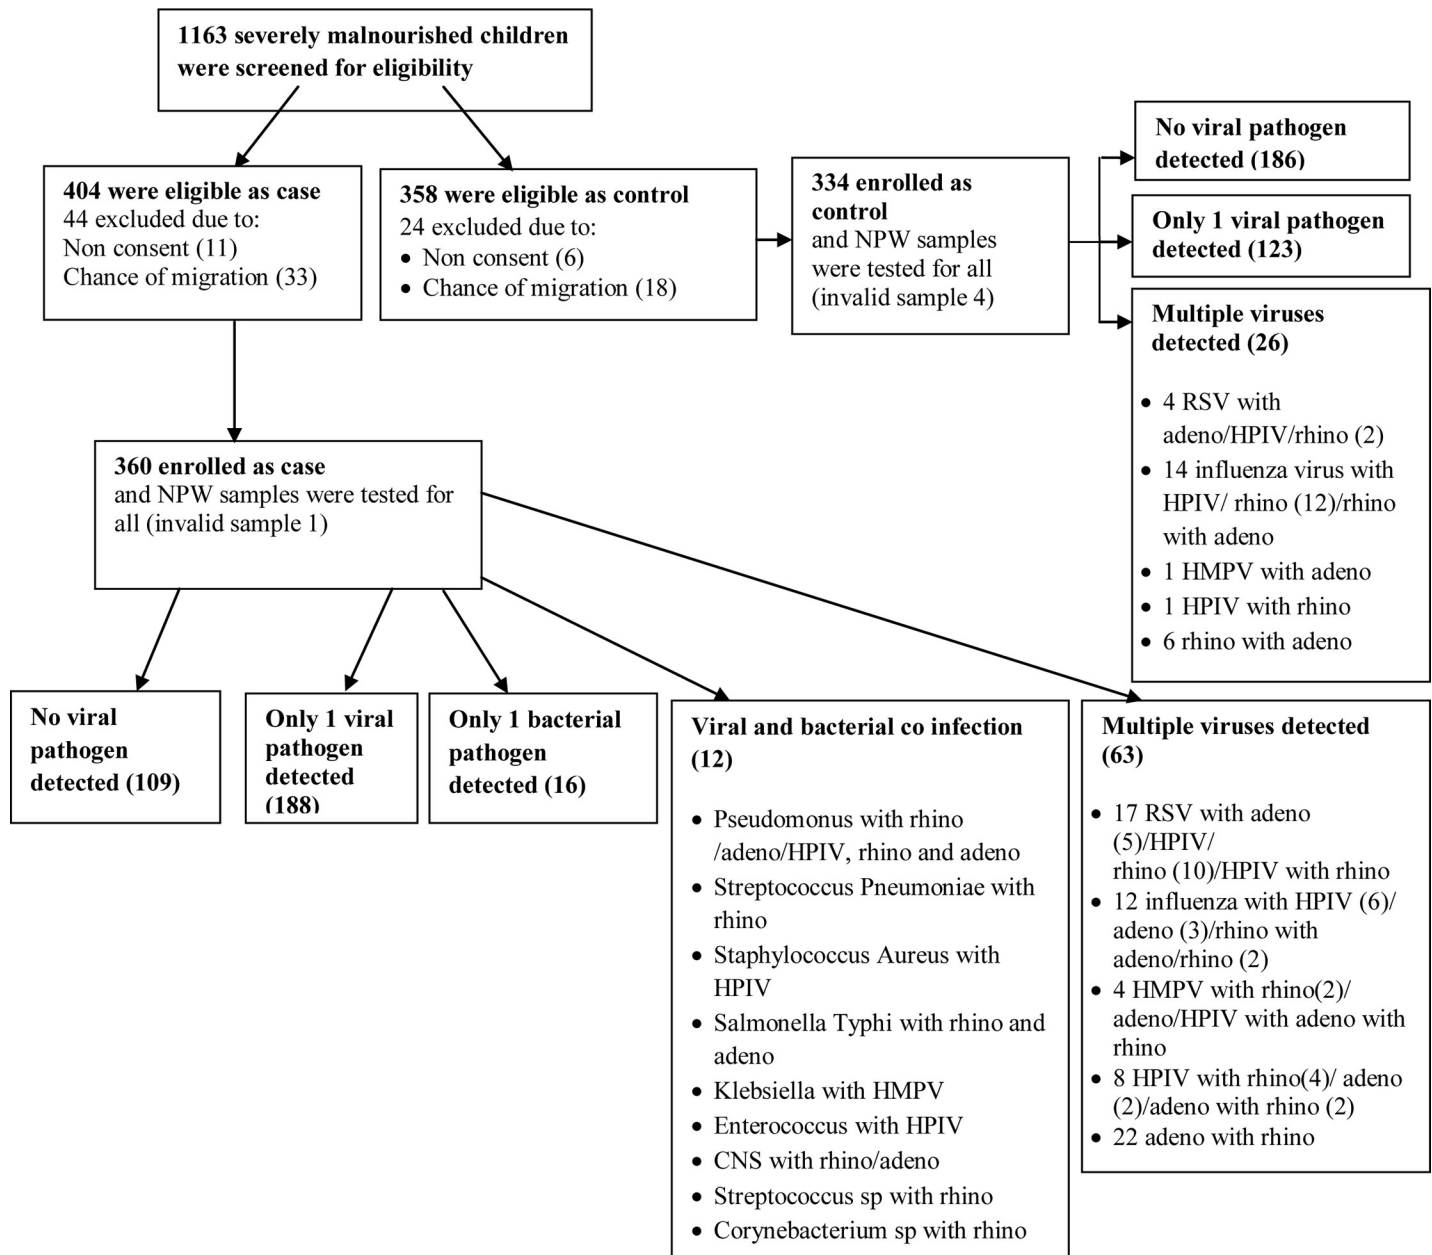 1163 severely malnourished children
were screened for eligibility
404 were eligible as case
44 excluded due to:
Non consent (11)
Chance of migration (33)
358 were eligible as control
24 excluded due to:
• Non consent (6)
• Chance of migration (18)
334 enrolled as
control
and NPW samples
were tested for all
(invalid sample 4)
No viral pathogen
detected (186)
Only 1 viral pathogen
detected (123)
Multiple viruses
detected (26)
• 4 RSV with
adeno/HPIV/rhino (2)
• 14 influenza virus with
HPIV/ rhino (12)/rhino
with adeno
• 1 HMPV with adeno
• 1 HPIV with rhino
• 6 rhino with adeno
360 enrolled as case
and NPW samples were tested for
all (invalid sample 1)
No viral
pathogen
detected (109)
Only 1 viral
pathogen
detected
(188)
Only 1 bacterial
pathogen
detected (16)
Viral and bacterial co infection
(12)
• Pseudomonus with rhino
/adeno/HPIV, rhino and adeno
• Streptococcus Pneumoniae with
rhino
• Staphylococcus Aureus with
HPIV
• Salmonella Typhi with rhino and
adeno
• Klebsiella with HMPV
• Enterococcus with HPIV
• CNS with rhino/adeno
• Streptococcus sp with rhino
• Corynebacterium sp with rhino
Multiple viruses detected
(63)
• 17 RSV with adeno
(5)/HPIV/
rhino (10)/HPIV with rhino
• 12 influenza with HPIV (6)/
adeno (3)/rhino with
adeno/rhino (2)
• 4 HMPV with rhino(2)/
adeno/HPIV with adeno with
rhino
• 8 HPIV with rhino(4)/ adeno
(2)/adeno with rhino (2)
• 22 adeno with rhino